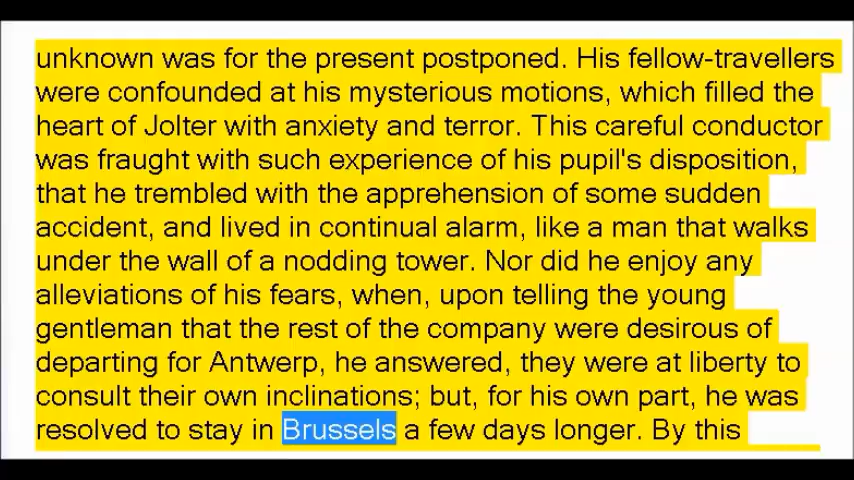 unknown was for the present postponed. His fellow-travellers
were confounded at his mysterious motions, which filled the
heart of Jolter with anxiety and terror. This careful conductor
was fraught with such experience of his pupil's disposition,
that he trembled with the apprehension of some sudden
accident, and lived in continual alarm, like a man that walks
under the wall of a nodding tower. Nor did he enjoy any
alleviations of his fears, when, upon telling the young
gentleman that the rest of the company were desirous of
departing for Antwerp, he answered, they were at liberty to
consult their own inclinations; but, for his own part, he was
resolved to stay in Brussels a few days longer. By this